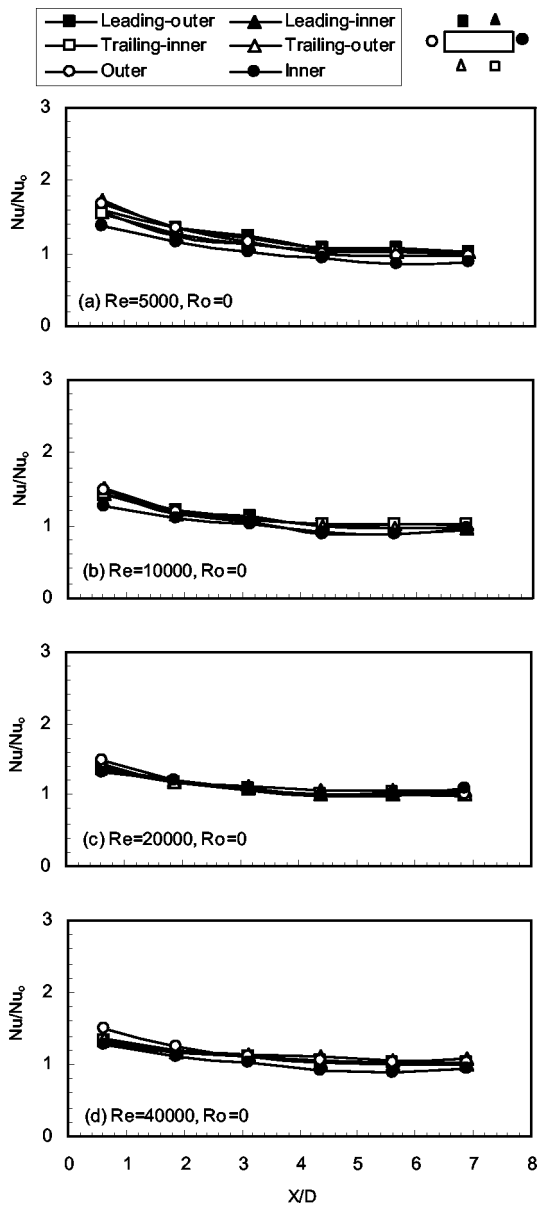 Leading-outer Leading-inner
Trailing-inner Trailing-outer
Outer Inner
3
2
1
0
Nu/Nuo
(a) Re=5000, Ro=0
3
2
1
0
Nu/Nuo
(b) Re=10000, Ro=0
3
2
1
0
Nu/Nuo
(c) Re=20000, Ro=0
3
2
1
0
Nu/Nuo
(d) Re=40000, Ro=0
0 1 2 3 4 5 6 7 8
X/D